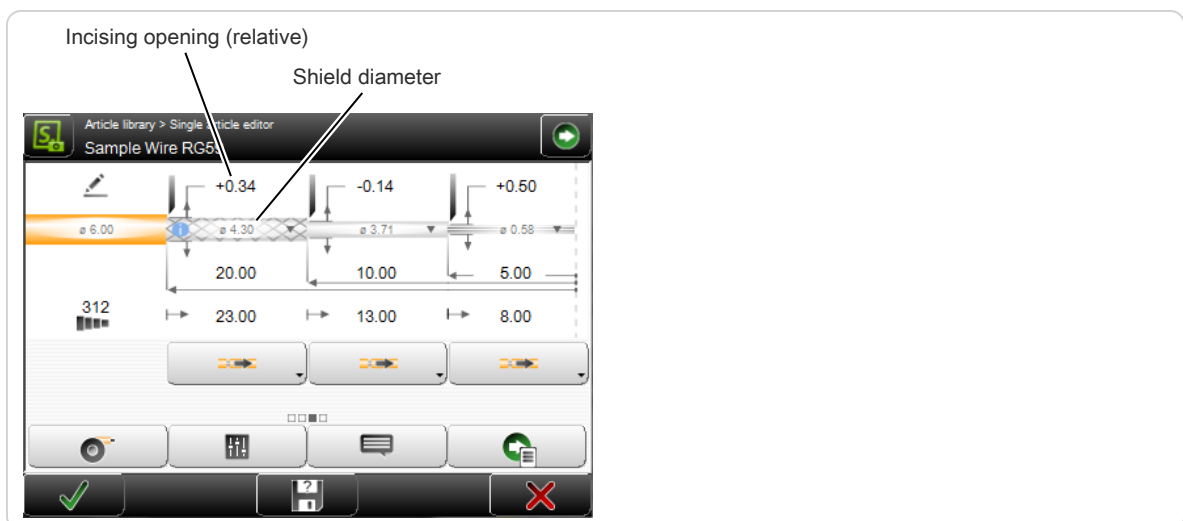 Incising opening (relative)
Shield diameter
Article library > Single article editor
Sample Wire RG59
+0.34 -0.14 +0.50
ø 6.00 ø 4.30 ø 3.71 ø 0.58
20.00 10.00 5.00
312 23.00 13.00 8.00